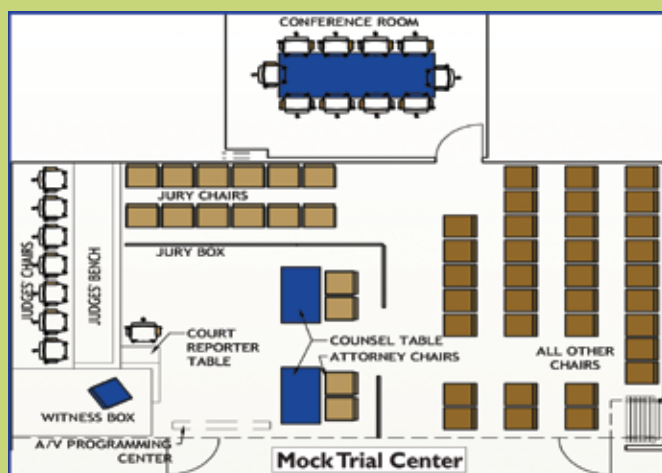 CONFERENCE ROOM
JURY CHAIRS
JURY BOX
JUDGES' CHAIRS
JUDGES' BENCH
COURT
REPORTER
TABLE
COUNSEL TABLE
ATTORNEY CHAIRS
ALL OTHER
CHAIRS
WITNESS BOX
A/V PROGRAMMING
CENTER
Mock Trial Center